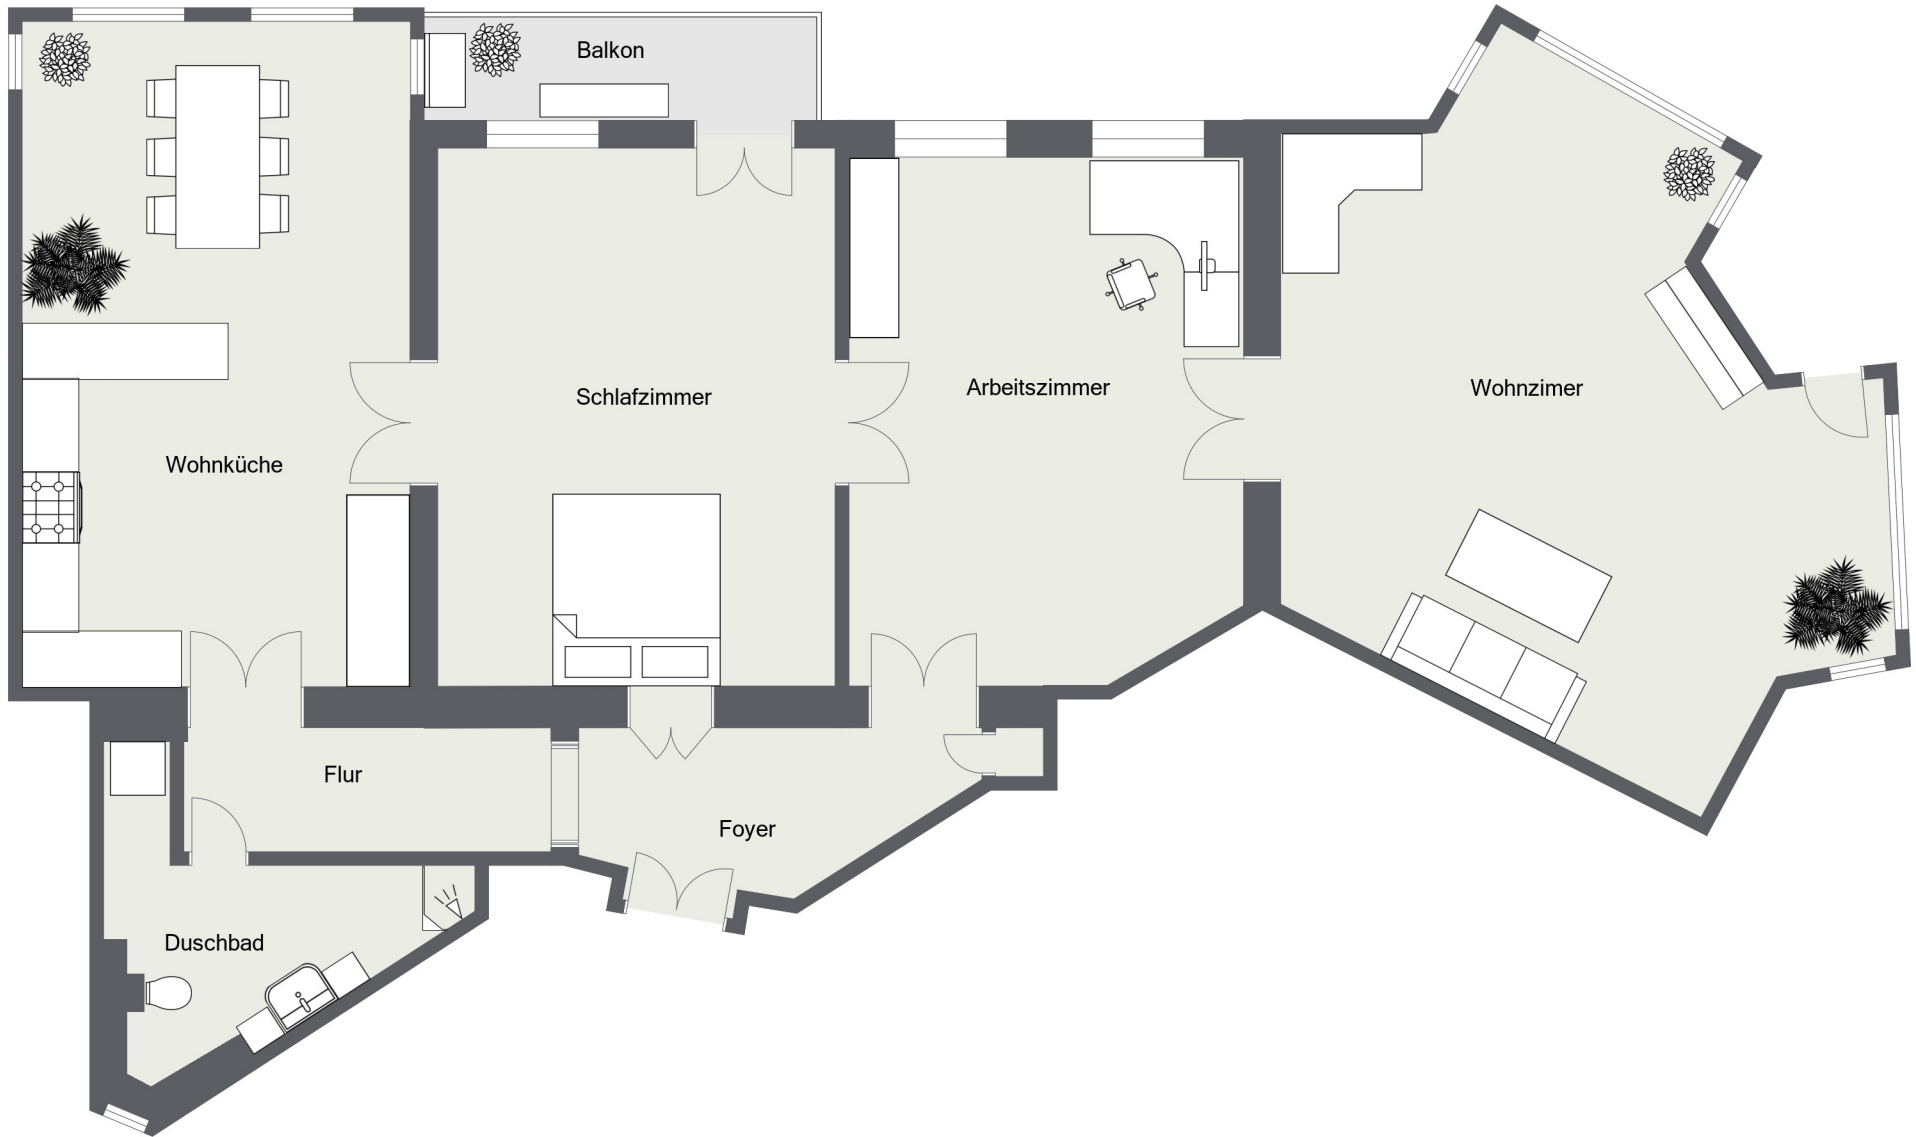 Balkon
Schlafzimmer
Arbeitszimmer
Wohnzimer
Wohnküche
Flur
Foyer
Duschbad